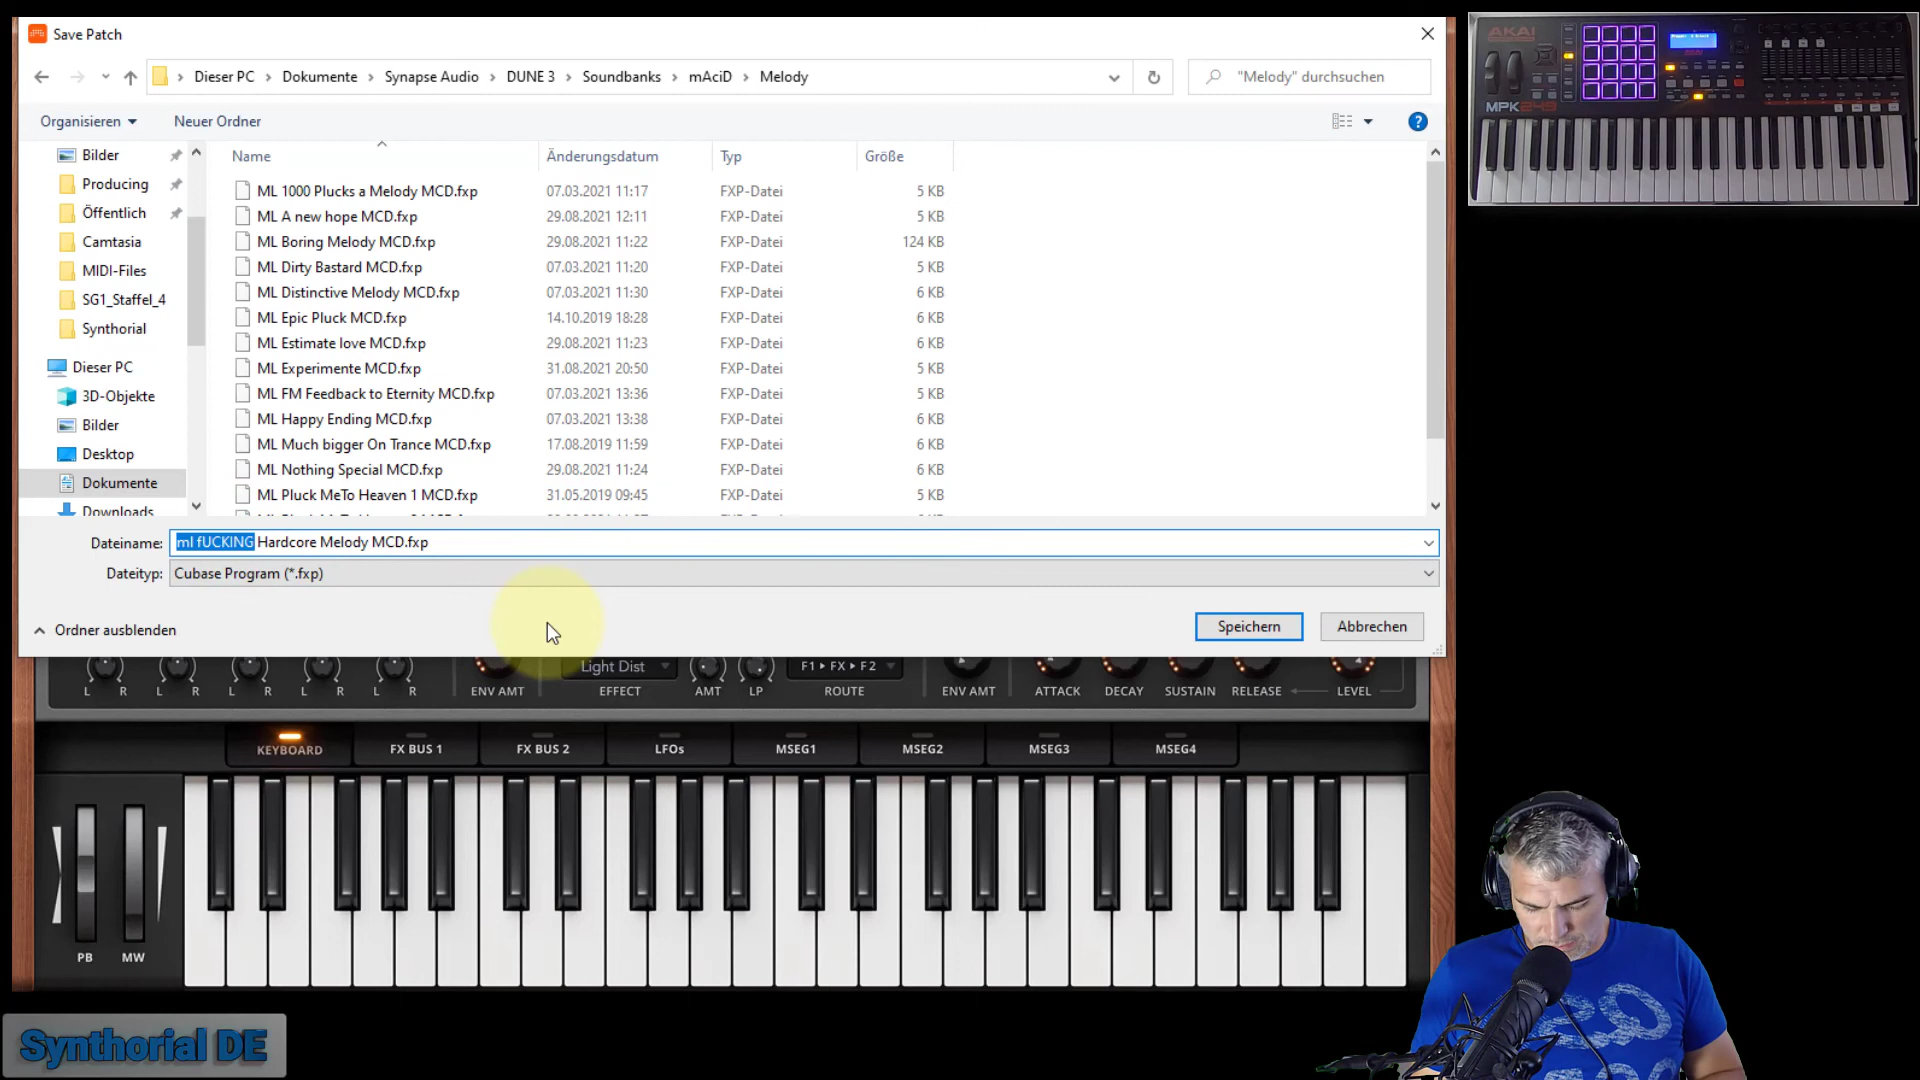 Save Patch
Dieser PC > Dokumente > Synapse Audio > DUNE 3 > Soundbanks > mAciD > Melody
"Melody" durchsuchen
Organisieren
Neuer Ordner
Bilder
Producing
Öffentlich
Camtasia
MIDI-Files
SG1_Staffel_4
Synthorial
Dieser PC
3D-Objekte
Bilder
Desktop
Dokumente
Downloads
Name Änderungsdatum Typ Größe
ML 1000 Plucks a Melody MCD.fxp 07.03.2021 11:17 FXP-Datei 5 KB
ML A new hope MCD.fxp 29.08.2021 12:11 FXP-Datei 5 KB
ML Boring Melody MCD.fxp 29.08.2021 11:22 FXP-Datei 124 KB
ML Dirty Bastard MCD.fxp 07.03.2021 11:20 FXP-Datei 5 KB
ML Distinctive Melody MCD.fxp 07.03.2021 11:30 FXP-Datei 6 KB
ML Epic Pluck MCD.fxp 14.10.2019 18:28 FXP-Datei 6 KB
ML Estimate love MCD.fxp 29.08.2021 11:23 FXP-Datei 6 KB
ML Experimente MCD.fxp 31.08.2021 20:50 FXP-Datei 5 KB
ML FM Feedback to Eternity MCD.fxp 07.03.2021 13:36 FXP-Datei 5 KB
ML Happy Ending MCD.fxp 07.03.2021 13:38 FXP-Datei 6 KB
ML Much bigger On Trance MCD.fxp 17.08.2019 11:59 FXP-Datei 6 KB
ML Nothing Special MCD.fxp 29.08.2021 11:24 FXP-Datei 6 KB
ML Pluck MeTo Heaven 1 MCD.fxp 31.05.2019 09:45 FXP-Datei 5 KB
Dateiname: ml fUCKING Hardcore Melody MCD.fxp
Dateityp: Cubase Program (*.fxp)
Ordner ausblenden
Speichern
Abbrechen
Light Dist
F1 ▸ FX ▸ F2
L R L R L R L R L R
ENV AMT EFFECT AMT LP ROUTE ENV AMT ATTACK DECAY SUSTAIN RELEASE LEVEL
KEYBOARD FX BUS 1 FX BUS 2 LFOs MSEG1 MSEG2 MSEG3 MSEG4
PB MW
AKAI
MPK249
Synthorial DE